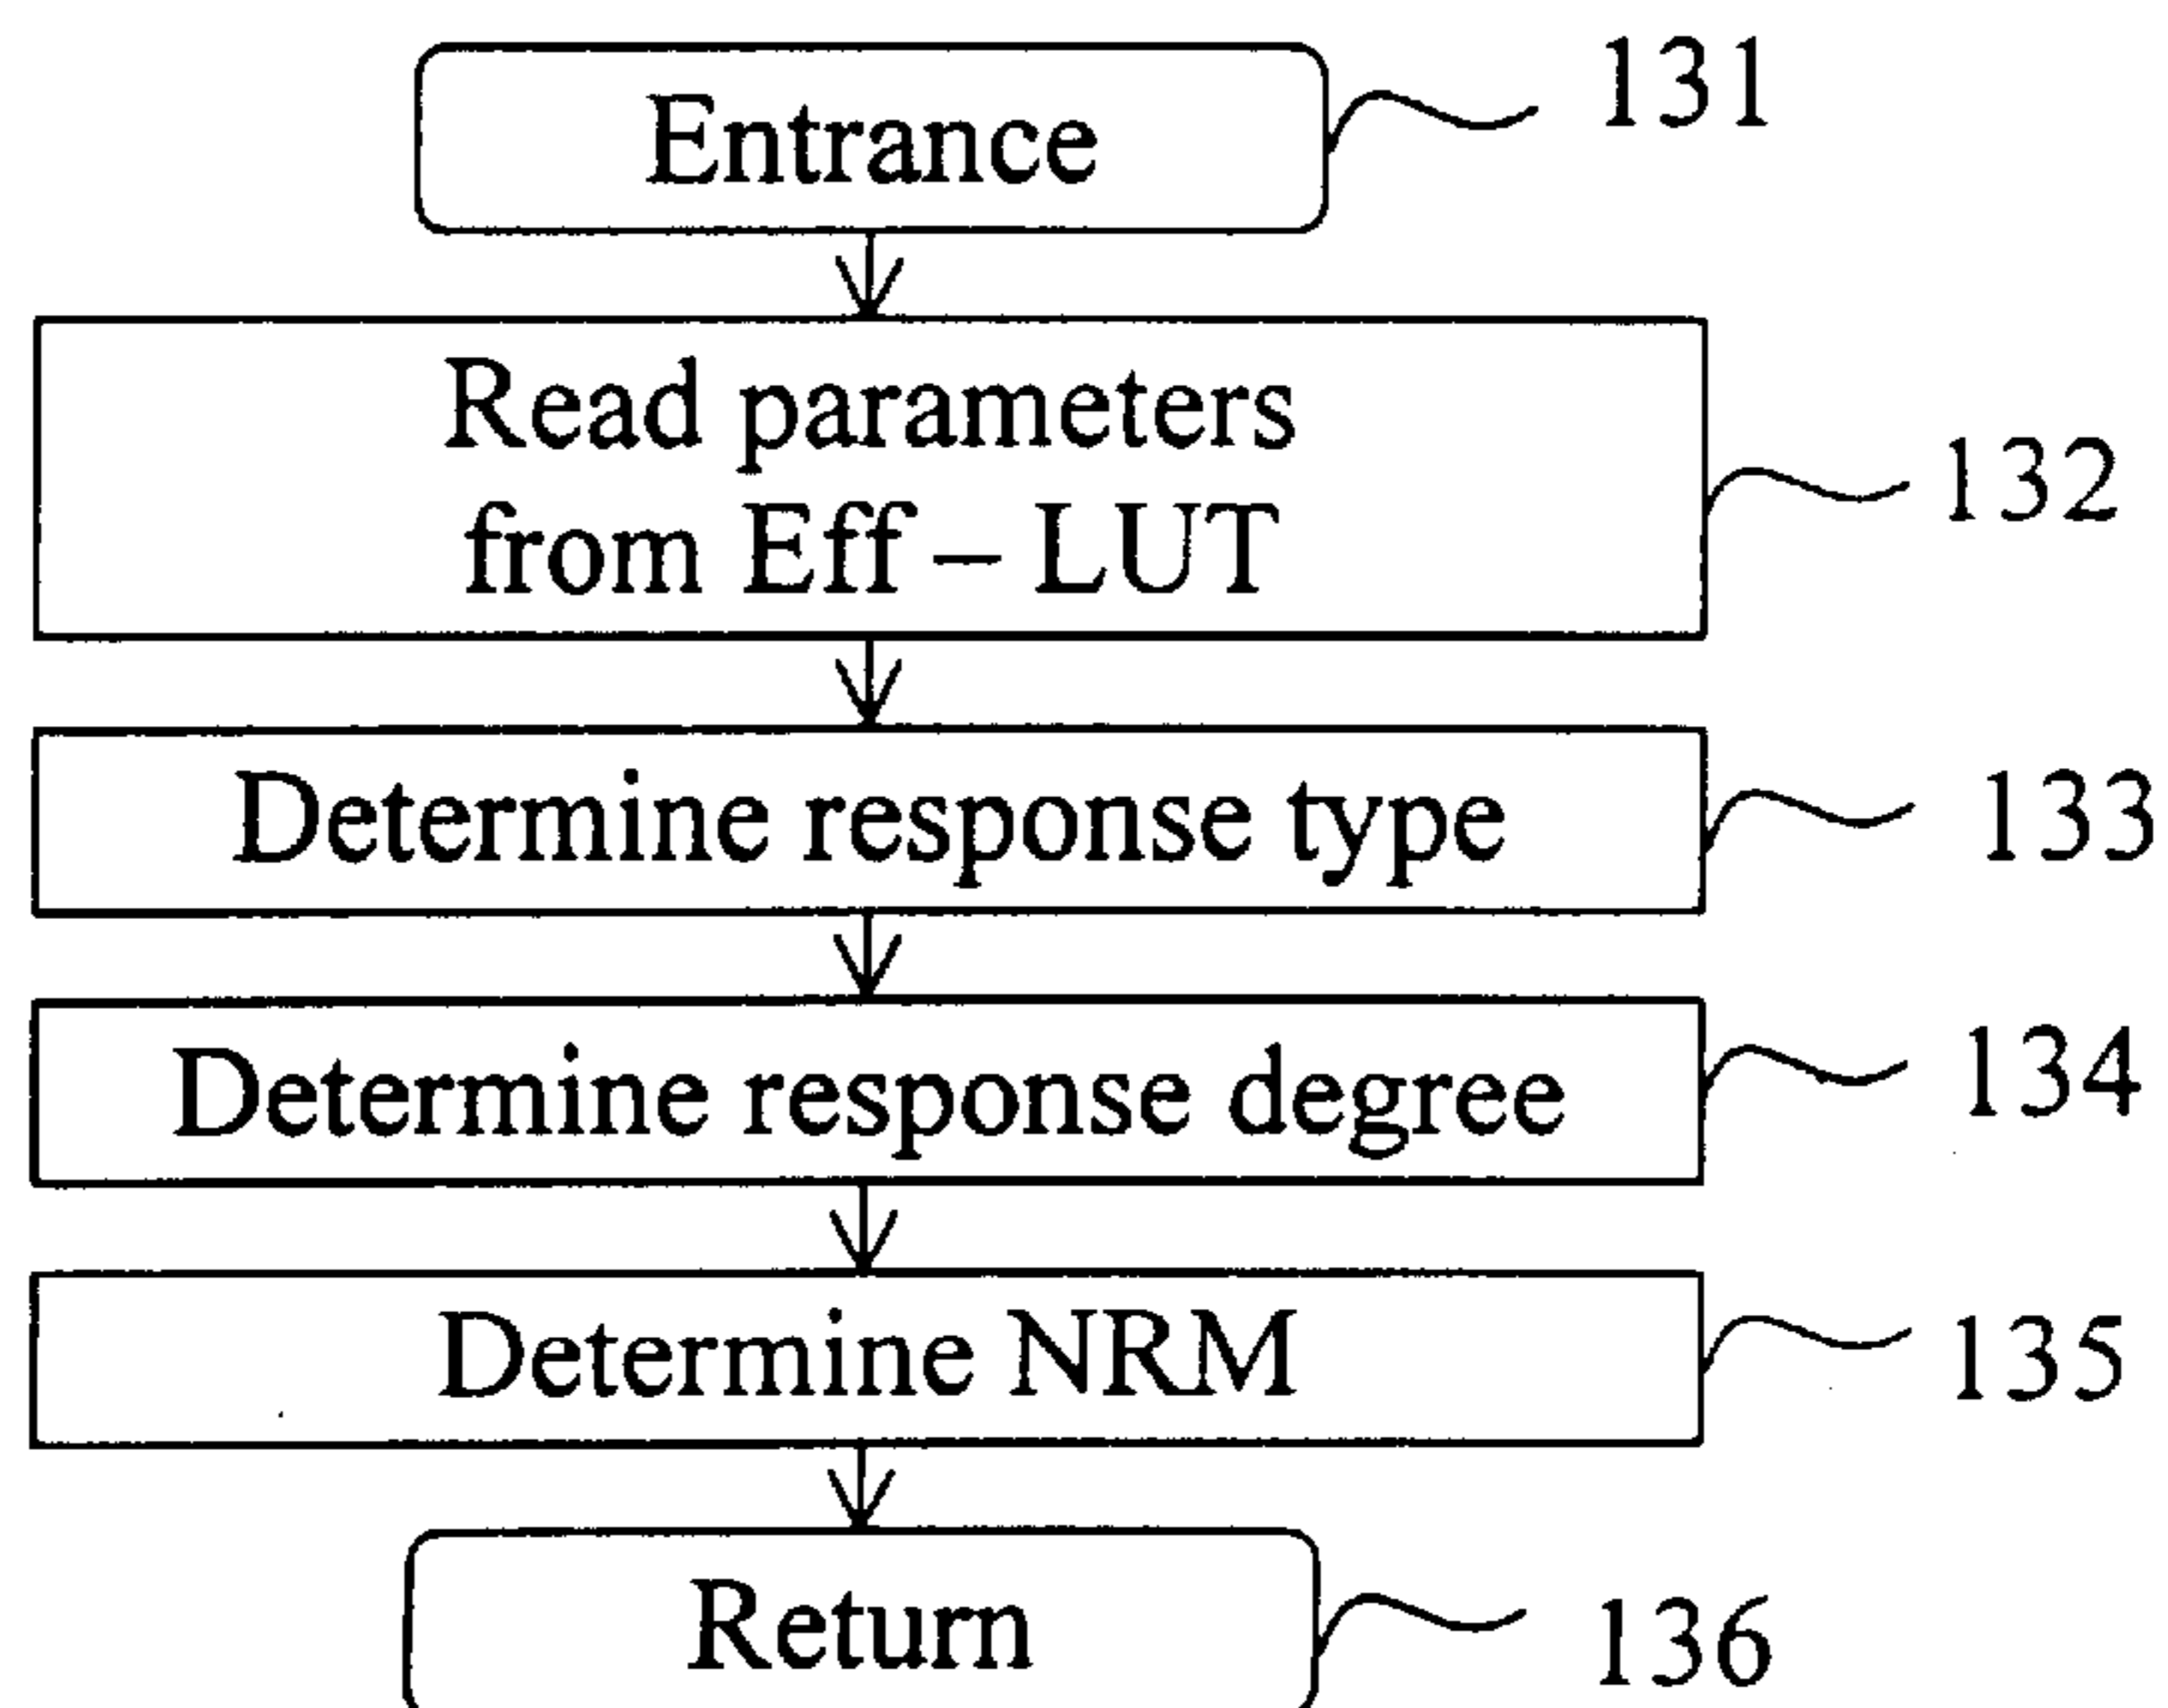 Entrance
131
Read parameters
from Eff – LUT
132
Determine response type
133
Determine response degree
134
Determine NRM
135
Return
136